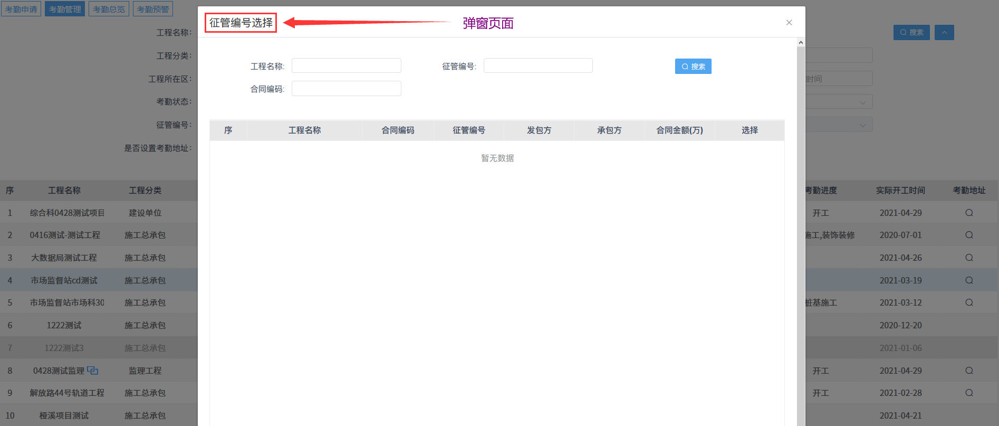 考勤申请 考勤管理 考勤总览 考勤预警
征管编号选择 弹窗页面
工程名称: 搜索
工程分类:
工程所在区: 时间
考勤状态:
征管编号:
是否设置考勤地址:
工程名称: 征管编号: 搜索
合同编码:
序 工程名称 合同编码 征管编号 发包方 承包方 合同金额(万) 选择
暂无数据
序 工程名称 工程分类 考勤进度 实际开工时间 考勤地址
1 综合科0428测试项目 建设单位 开工 2021-04-29
2 0416测试-测试工程 施工总承包 施工,装饰装修 2020-07-01
3 大数据局测试工程 施工总承包 2021-04-26
4 市场监督站cd测试 施工总承包 2021-03-19
5 市场监督站市场科30 施工总承包 桩基施工 2021-03-12
6 1222测试 施工总承包 2020-12-20
7 1222测试3 施工总承包 2021-01-06
8 0428测试监理 监理工程 开工 2021-04-29
9 解放路44号轨道工程 施工总承包 开工 2021-02-28
10 桠溪项目测试 施工总承包 2021-04-21